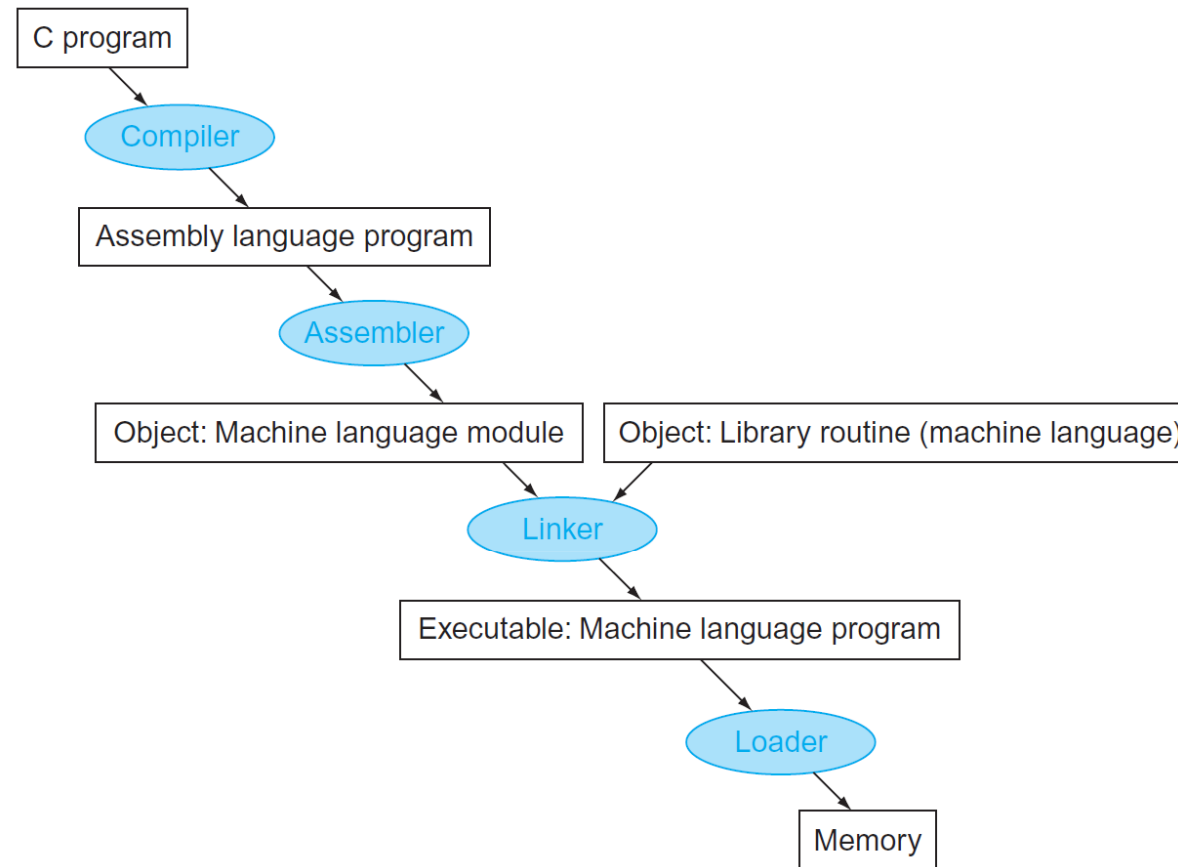 C program
Compiler
Assembly language program
Assembler
Object: Machine language module
Object: Library routine (machine language)
Linker
Executable: Machine language program
Loader
Memory